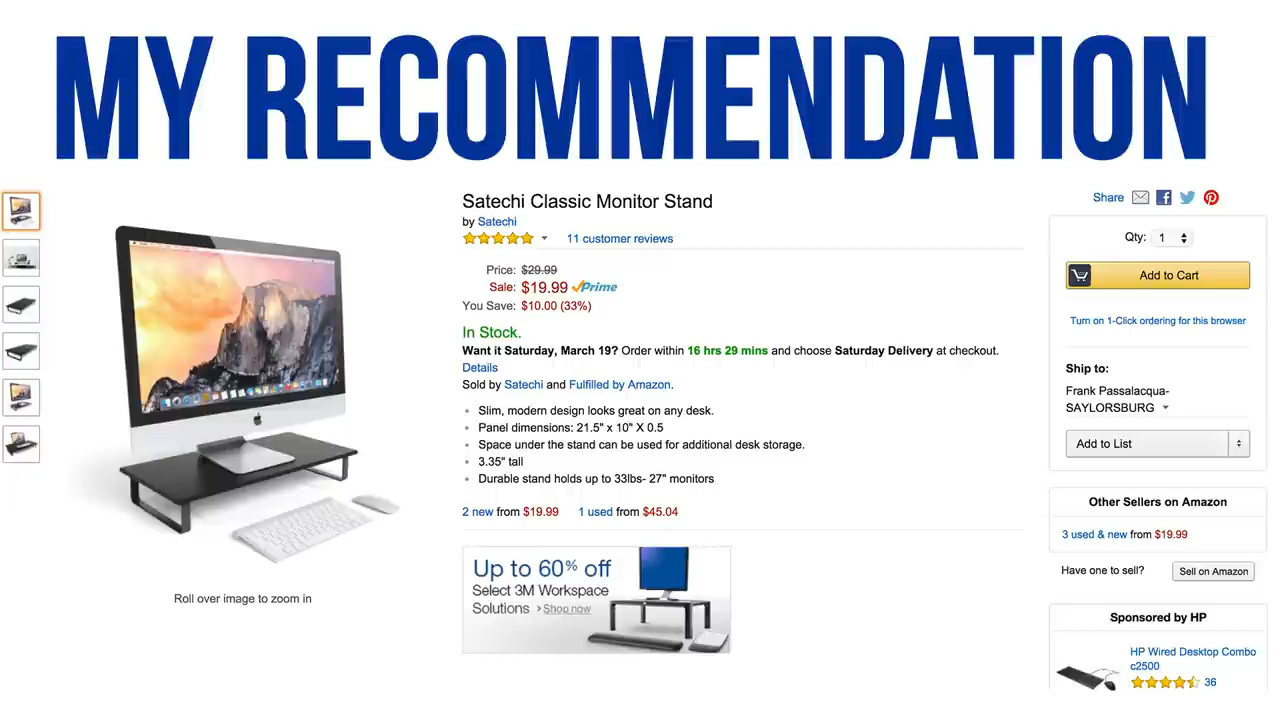 MY RECOMMENDATION
Satechi Classic Monitor Stand
by Satechi
11 customer reviews
Price: $29.99
Sale: $19.99 Prime
You Save: $10.00 (33%)
In Stock.
Want it Saturday, March 19? Order within 16 hrs 29 mins and choose Saturday Delivery at checkout.
Details
Sold by Satechi and Fulfilled by Amazon.
Slim, modern design looks great on any desk.
Panel dimensions: 21.5" x 10" X 0.5
Space under the stand can be used for additional desk storage.
3.35" tall
Durable stand holds up to 33lbs- 27" monitors
2 new from $19.99 1 used from $45.04
Up to 60% off
Select 3M Workspace
Solutions › Shop now
Roll over image to zoom in
Share
Qty: 1
Add to Cart
Turn on 1-Click ordering for this browser
Ship to:
Frank Passalacqua-
SAYLORSBURG
Add to List
Other Sellers on Amazon
3 used & new from $19.99
Have one to sell? Sell on Amazon
Sponsored by HP
HP Wired Desktop Combo
c2500
36